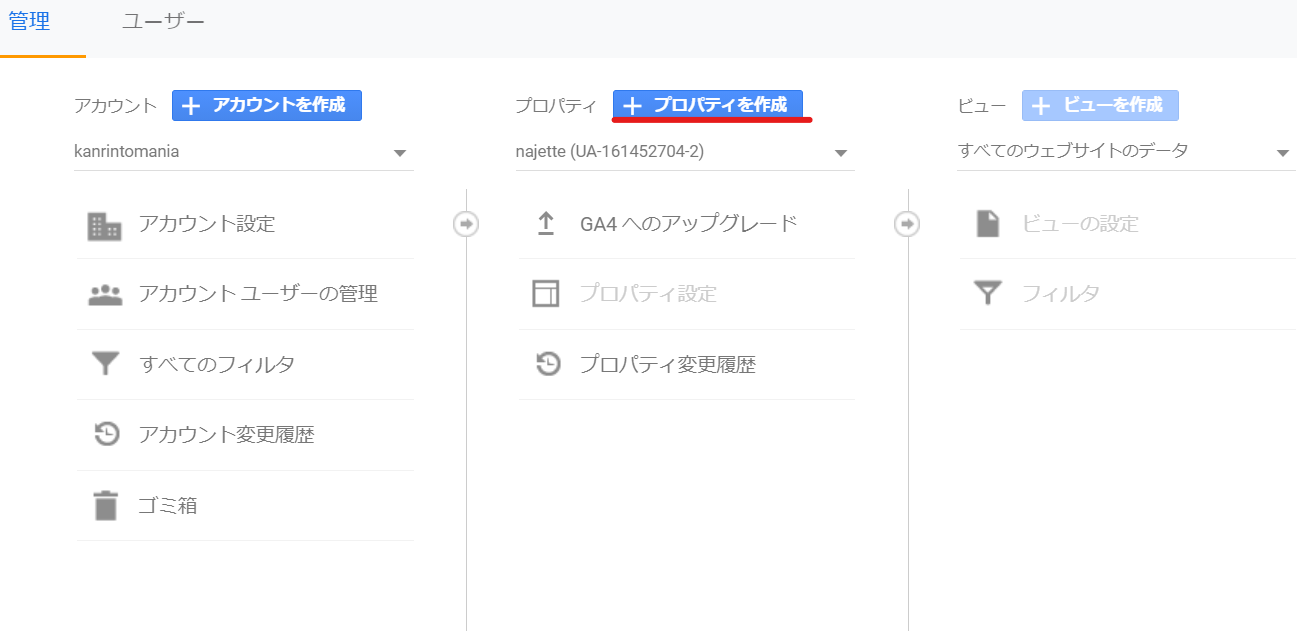 管理
ユーザー
アカウント
アカウントを作成
kanrintomania
アカウント設定
アカウント ユーザーの管理
すべてのフィルタ
アカウント変更履歴
ゴミ箱
プロパティ
プロパティを作成
najette (UA-161452704-2)
GA4 へのアップグレード
プロパティ設定
プロパティ変更履歴
ビュー
ビューを作成
すべてのウェブサイトのデータ
ビューの設定
フィルタ